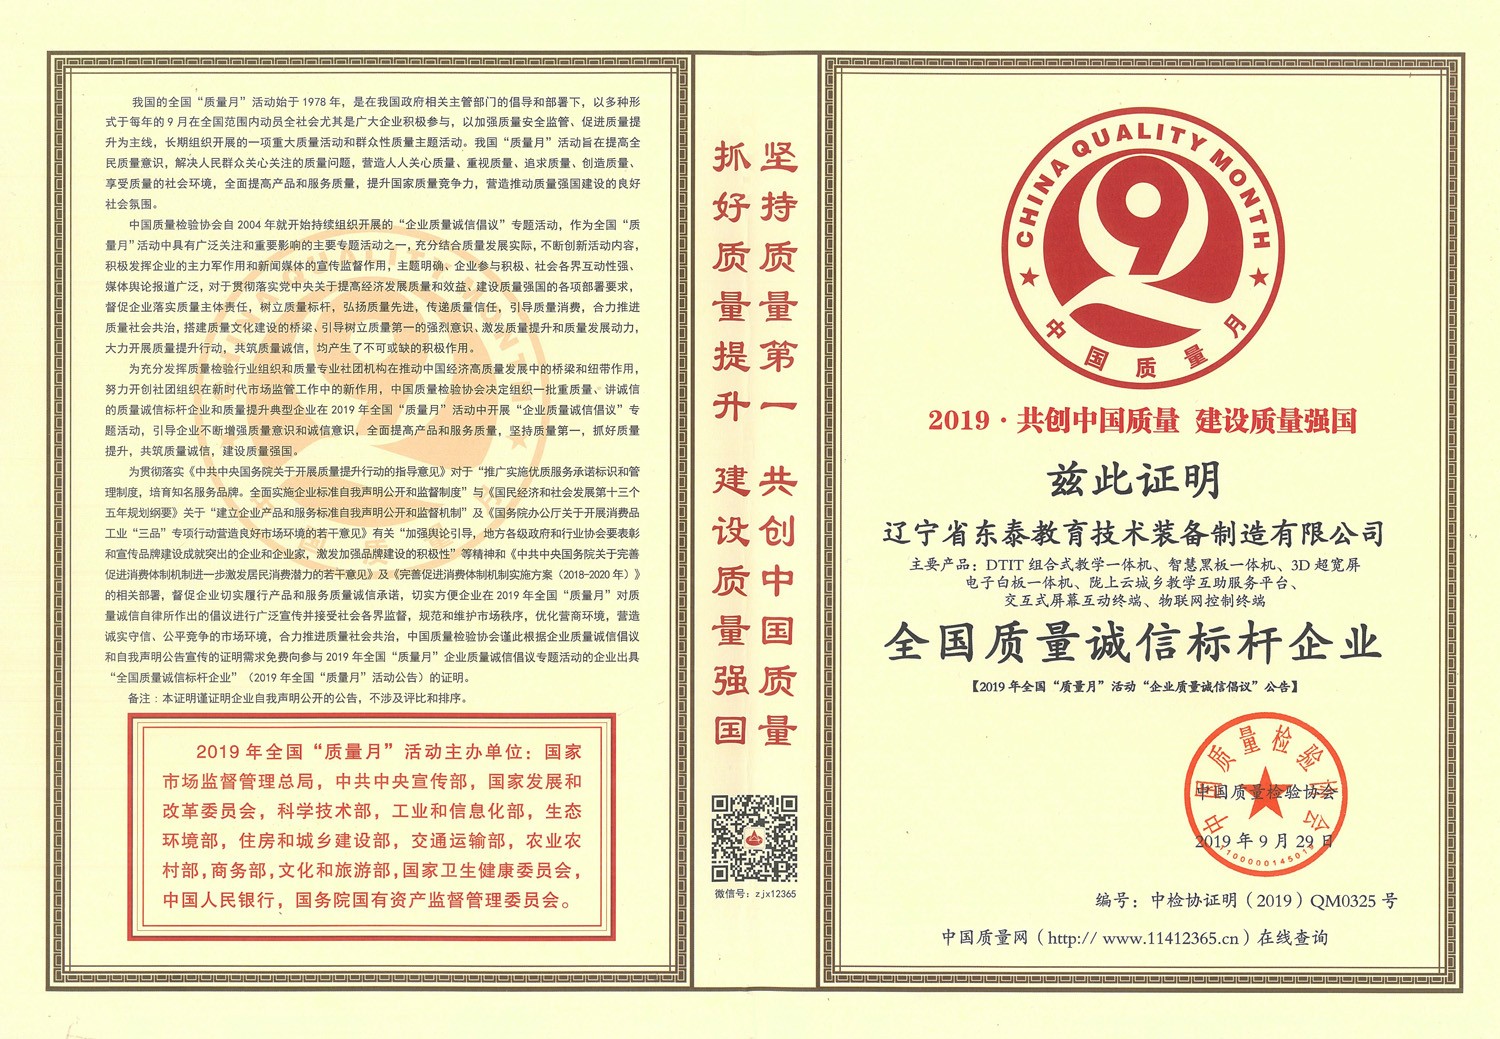 我国的全国“质量月”活动始于 1978 年，是在我国政府相关主管部门的倡导和部署下，以多种形
式于每年的 9 月在全国范围内动员全社会尤其是广大企业积极参与，以加强质量安全监管、促进质量提
升为主线，长期组织开展的一项重大质量活动和群众性质量主题活动。我国“质量月”活动旨在提高全
民质量意识，解决人民群众关心关注的质量问题，营造人人关心质量、重视质量、追求质量、创造质量、
享受质量的社会环境，全面提高产品和服务质量，提升国家质量竞争力，营造推动质量强国建设的良好
社会氛围。
中国质量检验协会自 2004 年就开始持续组织开展的“企业质量诚信倡议”专题活动，作为全国“质
量月”活动中具有广泛关注和重要影响的主要专题活动之一，充分结合质量发展实际，不断创新活动内容，
积极发挥企业的主力军作用和新闻媒体的宣传监督作用，主题明确、企业参与积极、社会各界互动性强、
媒体舆论报道广泛，对于贯彻落实党中央关于提高经济发展质量和效益、建设质量强国的各项部署要求，
督促企业落实质量主体责任，树立质量标杆，弘扬质量先进，传递质量信任，引导质量消费，合力推进
质量社会共治，搭建质量文化建设的桥梁、引导树立质量第一的强烈意识、激发质量提升和质量发展动力，
大力开展质量提升行动，共筑质量诚信，均产生了不可或缺的积极作用。
为充分发挥质量检验行业组织和质量专业社团机构在推动中国经济高质量发展中的桥梁和纽带作用，
努力开创社团组织在新时代市场监管工作中的新作用，中国质量检验协会决定组织一批重质量、讲诚信
的质量诚信标杆企业和质量提升典型企业在 2019 年全国“质量月”活动中开展“企业质量诚信倡议”专
题活动，引导企业不断增强质量意识和诚信意识，全面提高产品和服务质量，坚持质量第一，抓好质量
提升，共筑质量诚信，建设质量强国。
为贯彻落实《中共中央国务院关于开展质量提升行动的指导意见》对于“推广实施优质服务承诺标识和管
理制度，培育知名服务品牌。全面实施企业标准自我声明公开和监督制度”与《国民经济和社会发展第十三个
五年规划纲要》关于“建立企业产品和服务标准自我声明公开和监督机制”及《国务院办公厅关于开展消费品
工业“三品”专项行动营造良好市场环境的若干意见》有关“加强舆论引导，地方各级政府和行业协会要表彰
和宣传品牌建设成就突出的企业和企业家，激发加强品牌建设的积极性”等精神和《中共中央国务院关于完善
促进消费体制机制进一步激发居民消费潜力的若干意见》及《完善促进消费体制机制实施方案（2018-2020 年）》
的相关部署，督促企业切实履行产品和服务质量诚信承诺，切实方便企业在 2019 年全国“质量月”对质
量诚信自律所作出的倡议进行广泛宣传并接受社会各界监督，规范和维护市场秩序，优化营商环境，营造
诚实守信、公平竞争的市场环境，合力推进质量社会共治，中国质量检验协会谨此根据企业质量诚信倡议
和自我声明公告宣传的证明需求免费向参与 2019 年全国“质量月”企业质量诚信倡议专题活动的企业出具
“全国质量诚信标杆企业”（2019 年全国“质量月”活动公告）的证明。
备注：本证明谨证明企业自我声明公开的公告，不涉及评比和排序。
2019 年全国“质量月”活动主办单位：国家
市场监督管理总局，中共中央宣传部，国家发展和
改革委员会，科学技术部，工业和信息化部，生态
环境部，住房和城乡建设部，交通运输部，农业农
村部，商务部，文化和旅游部，国家卫生健康委员会，
中国人民银行，国务院国有资产监督管理委员会。
坚持质量第一 共创中国质量
抓好质量提升 建设质量强国
微信号：zjx12365
CHINA QUALITY MONTH
9
中国质量月
2019 · 共创中国质量 建设质量强国
兹此证明
辽宁省东泰教育技术装备制造有限公司
主要产品：DTIT 组合式教学一体机、智慧黑板一体机、3D 超宽屏
电子白板一体机、陇上云城乡教学互助服务平台、
交互式屏幕互动终端、物联网控制终端
全国质量诚信标杆企业
【2019 年全国“质量月”活动“企业质量诚信倡议”公告】
中国质量检验协会
中国质量检验协会
2019 年 9 月 29 日
编号：中检协证明（2019）QM0325 号
中国质量网（http:// www.11412365.cn）在线查询